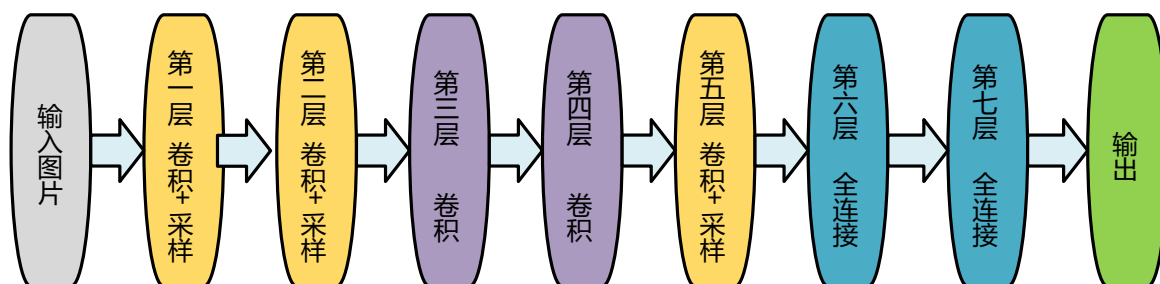 输入图片
第一层 卷积+采样
第二层 卷积+采样
第三层 卷积
第四层 卷积
第五层 卷积+采样
第六层 全连接
第七层 全连接
输出